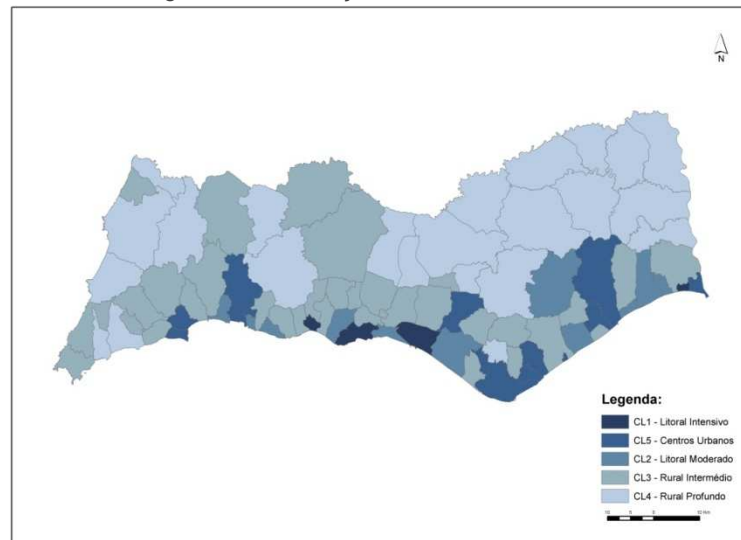 N
Legenda:
CL1 - Litoral Intensivo
CL5 - Centros Urbanos
CL2 - Litoral Moderado
CL3 - Rural Intermédio
CL4 - Rural Profundo